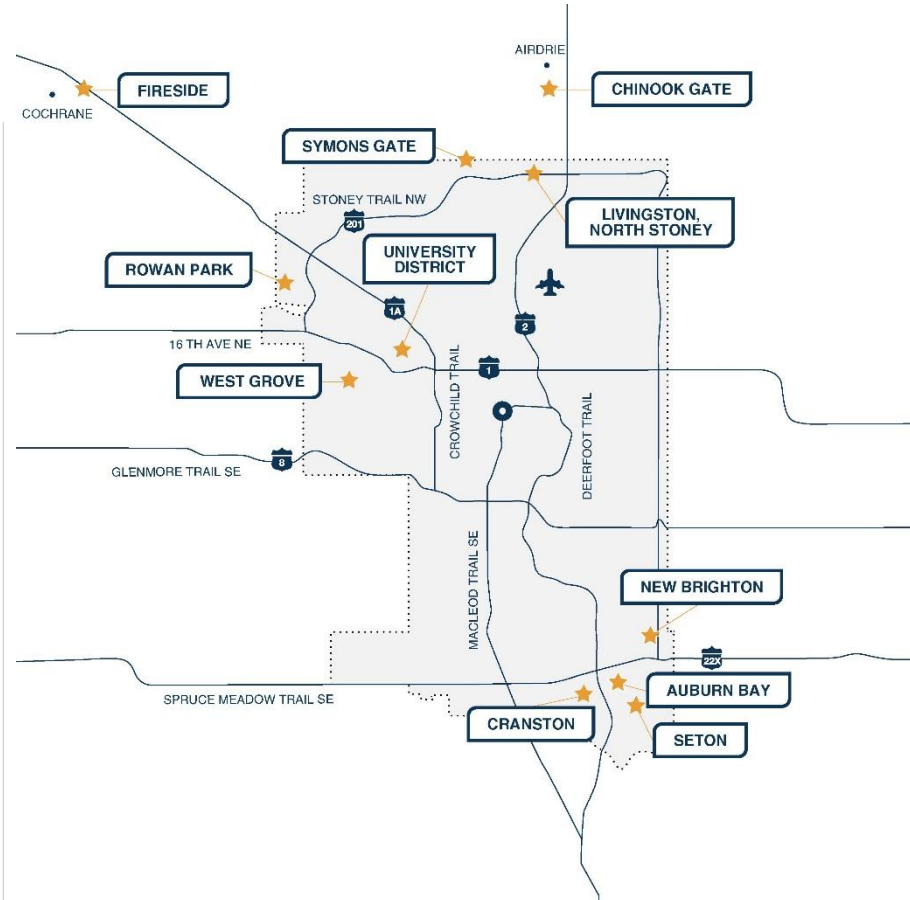 AIRDRIE
FIRESIDE
CHINOOK GATE
COCHRANE
SYMONS GATE
STONEY TRAIL NW
LIVINGSTON,
NORTH STONEY
201
UNIVERSITY
DISTRICT
ROWAN PARK
1A
2
16 TH AVE NE
CROWCHILD TRAIL
1
WEST GROVE
DEERFOOT TRAIL
8
GLENMORE TRAIL SE
MACLEOD TRAIL SE
NEW BRIGHTON
22X
SPRUCE MEADOW TRAIL SE
AUBURN BAY
CRANSTON
SETON